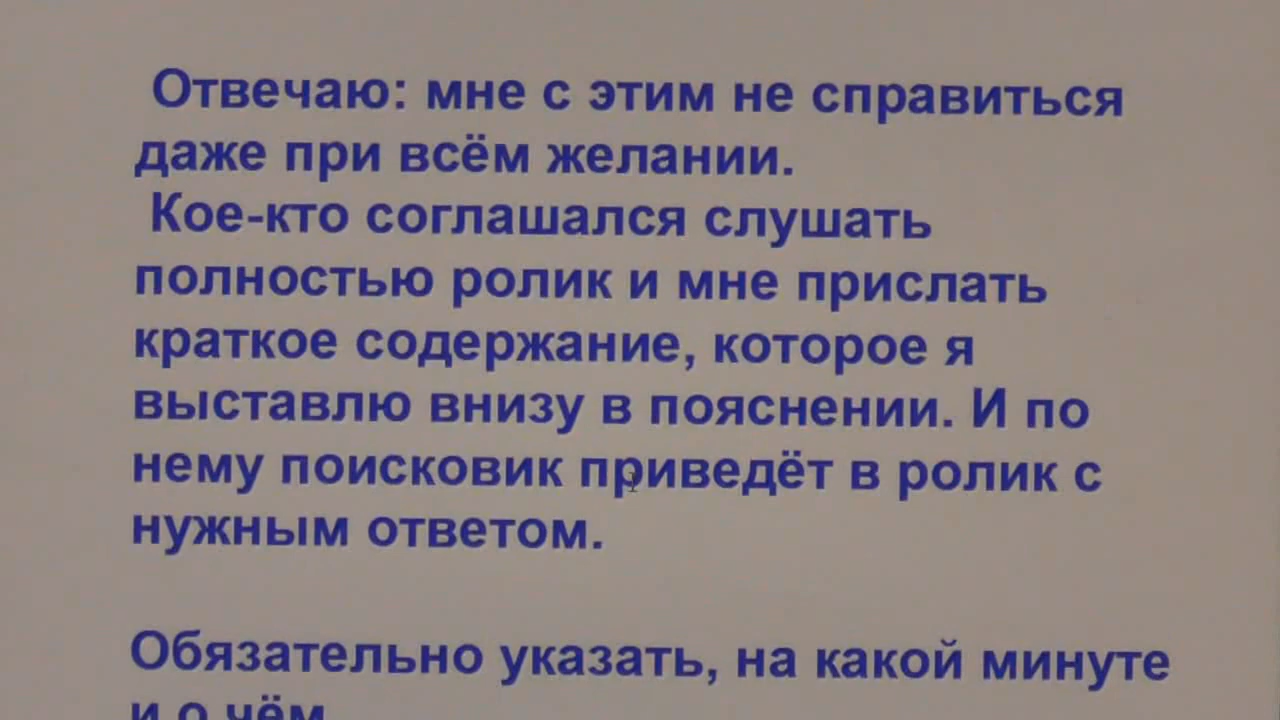 Отвечаю: мне с этим не справиться
даже при всём желании.
Кое-кто соглашался слушать
полностью ролик и мне прислать
краткое содержание, которое я
выставлю внизу в пояснении. И по
нему поисковик приведёт в ролик с
нужным ответом.
Обязательно указать, на какой минуте
и о чём